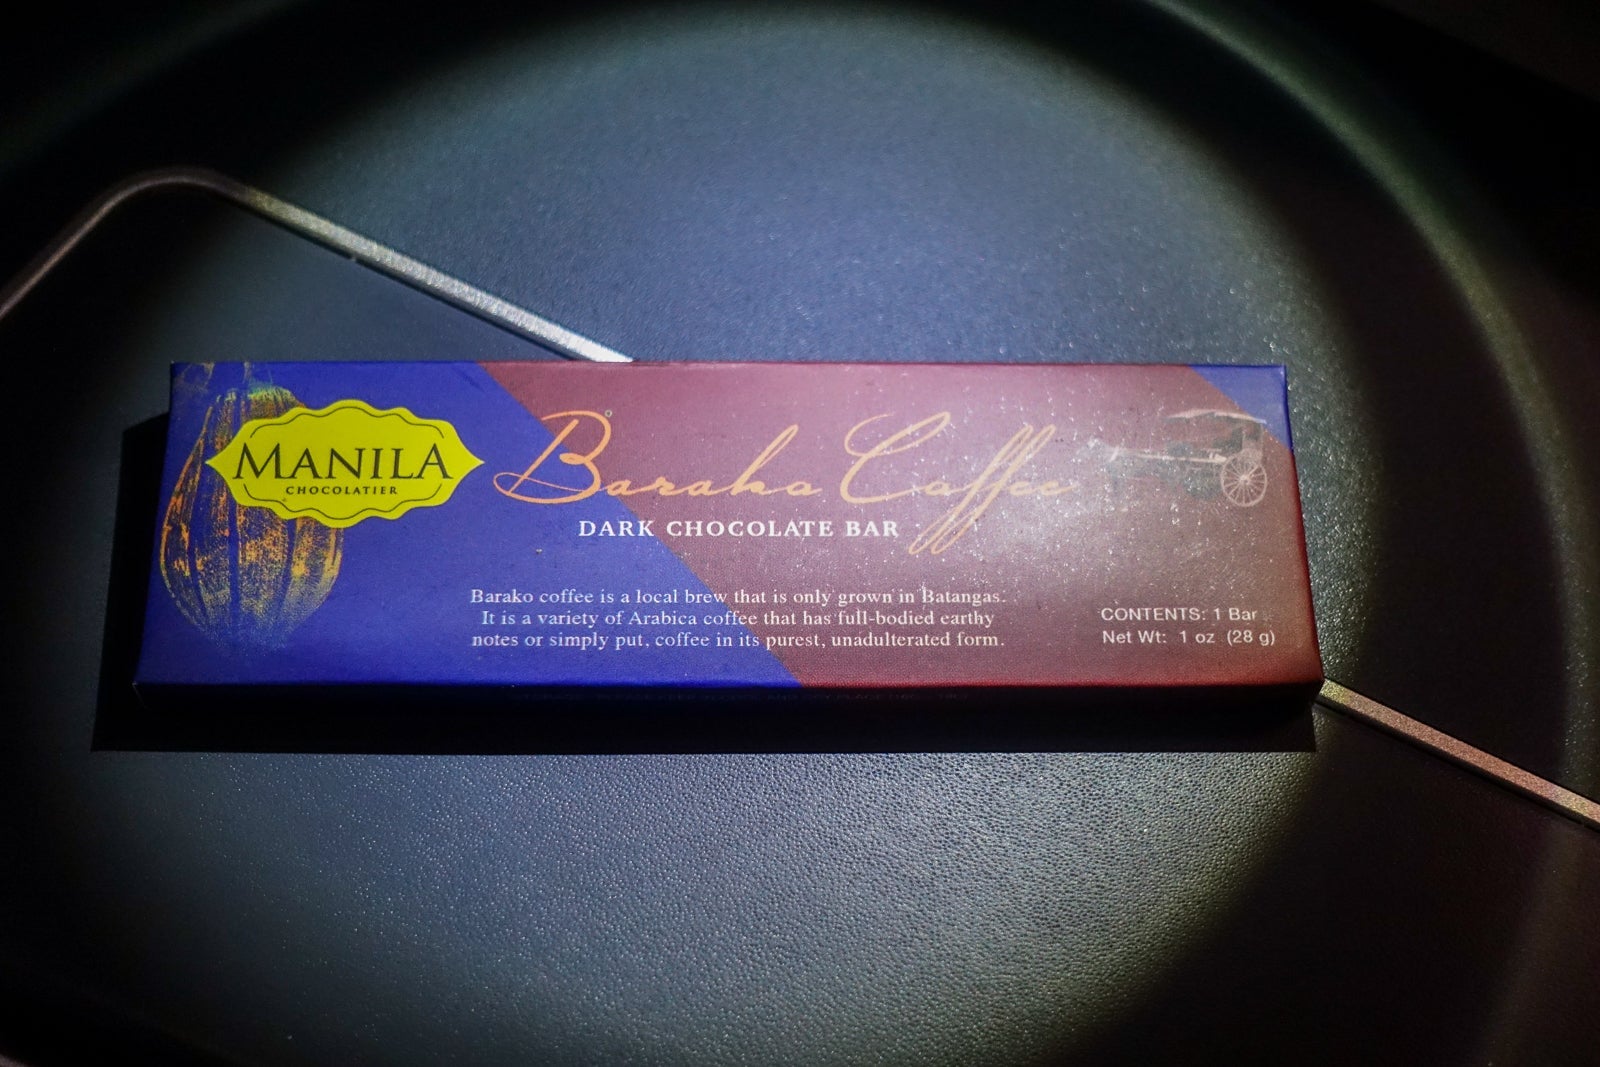 MANILA
CHOCOLATIER
Barako Coffee
DARK CHOCOLATE BAR
Barako coffee is a local brew that is only grown in Batangas.
It is a variety of Arabica coffee that has full-bodied earthy
notes or simply put, coffee in its purest, unadulterated form.
CONTENTS: 1 Bar
Net Wt: 1 oz (28 g)